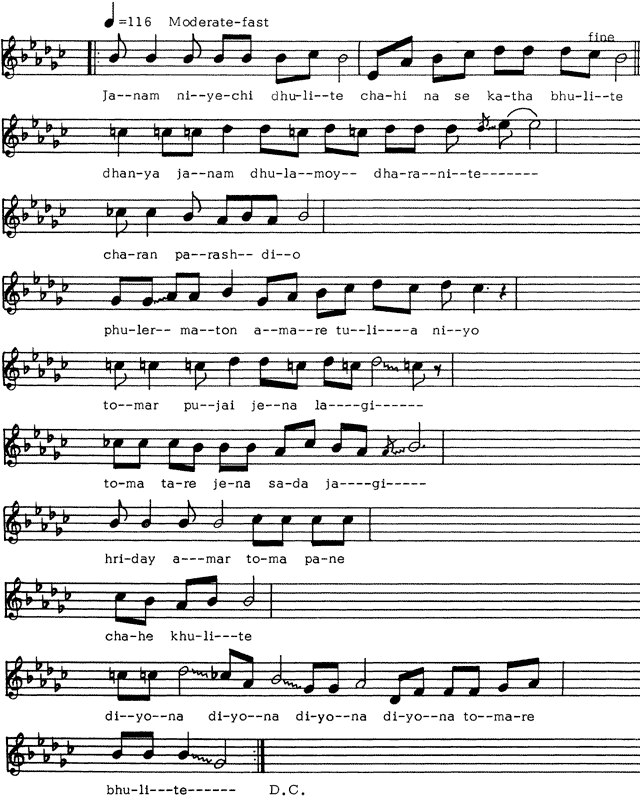 =116 Moderate-fast
fine
Ja--nam ni-ye-chi dhu-li-te cha-hi na se ka-tha bhu-li-te
dhan-ya ja-nam dhu-la-moy-- dha-ra-ni-te-------
cha-ran pa--rash-- di--o
phu-ler-- ma-ton a-ma-re tu--li----a ni--yo
to--mar pu--jai je-na la----gi------
to-ma ta-re je-na sa-da ja----gi-----
hri-day a---mar to-ma pa-ne
cha-he khu-li---te
di--yo-na di-yo--na di-yo--na di-yo--na to--ma-re
bhu-li---te------ D.C.